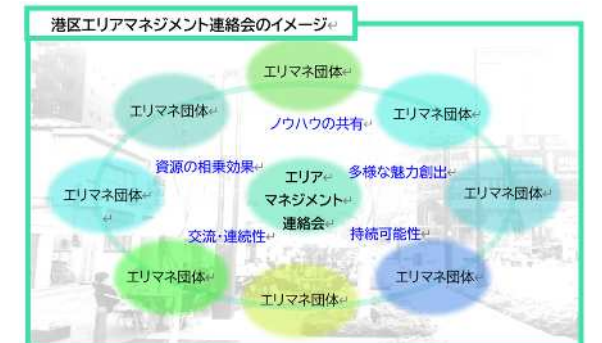 港区エリアマネジメント連絡会のイメージ↵
エリマネ団体↵
エリマネ団体↵
エリマネ団体↵
ノウハウの共有↵
資源の相乗効果↵
エリア↵
マネジメント↵
連絡会↵
多様な魅力創出↵
エリマネ団体↵
↵
エリマネ団体↵
交流・連続性↵
持続可能性↵
エリマネ団体↵
エリマネ団体↵
エリマネ団体↵